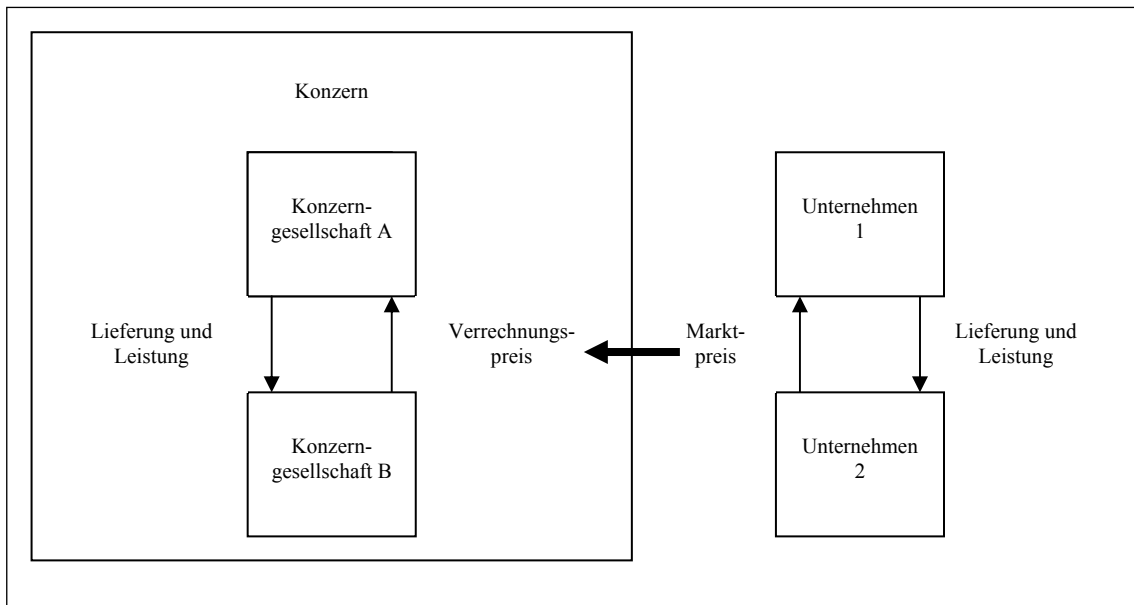 Konzern
Konzern-
gesellschaft A
Unternehmen
1
Lieferung und
Leistung
Verrechnungs-
preis
Markt-
preis
Lieferung und
Leistung
Konzern-
gesellschaft B
Unternehmen
2